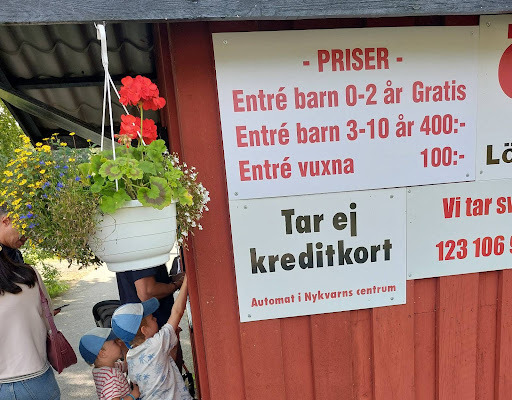 - PRISER -
Entré barn 0-2 år Gratis
Entré barn 3-10 år 400:-
Entré vuxna 100:-
Tar ej
kreditkort
Automat i Nykvarns centrum
Vi tar
123 106